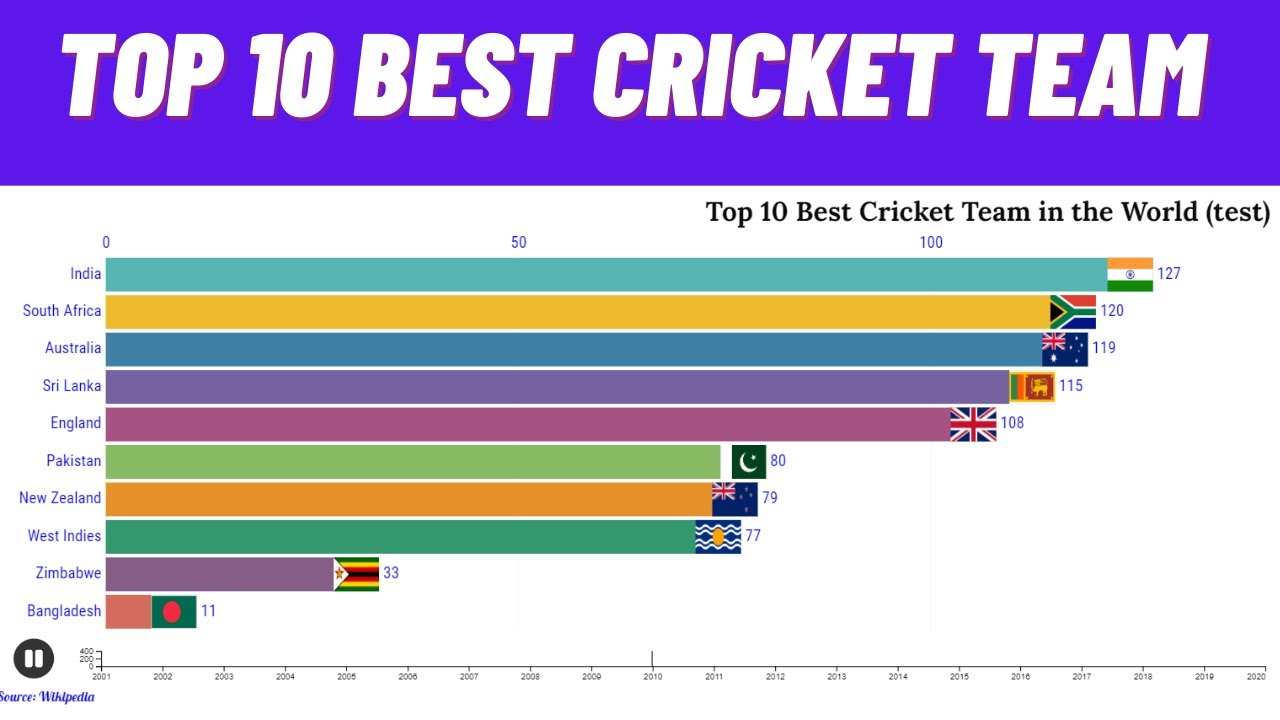 TOP 10 BEST CRICKET TEAM
Top 10 Best Cricket Team in the World (test)
0 50 100
India 127
South Africa 120
Australia 119
Sri Lanka 115
England 108
Pakistan 80
New Zealand 79
West Indies 77
Zimbabwe 33
Bangladesh 11
400
200
0
2001 2002 2003 2004 2005 2006 2007 2008 2009 2010 2011 2012 2013 2014 2015 2016 2017 2018 2019 2020
Source: Wikipedia